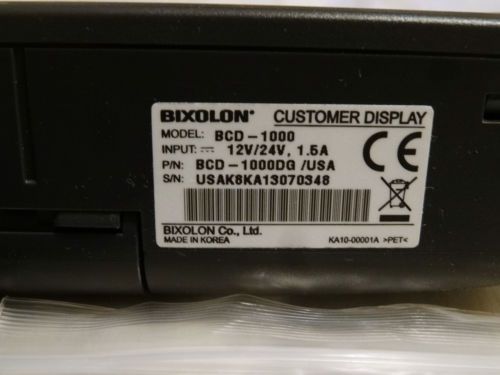 BIXOLON® CUSTOMER DISPLAY
MODEL: BCD-1000
INPUT: ⎓ 12V/24V, 1.5A
P/N: BCD-1000DG /USA
S/N: USAK6KA13070348
CE
BIXOLON Co., Ltd.
MADE IN KOREA
KA10-00001A >PET<